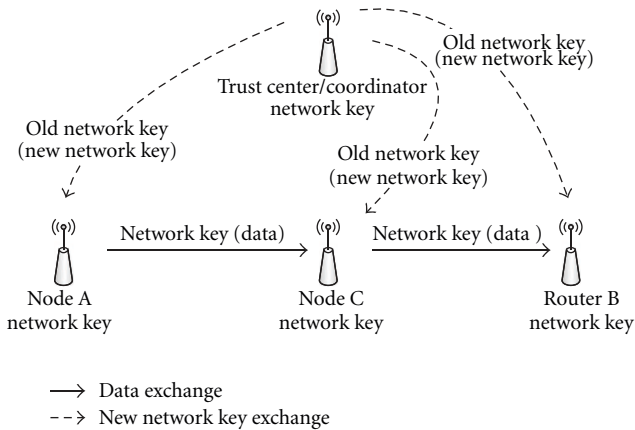 Old network key
(new network key)
Trust center/coordinator
network key
Old network key
(new network key)
Old network key
(new network key)
Network key (data)
Network key (data )
Node A
network key
Node C
network key
Router B
network key
Data exchange
New network key exchange